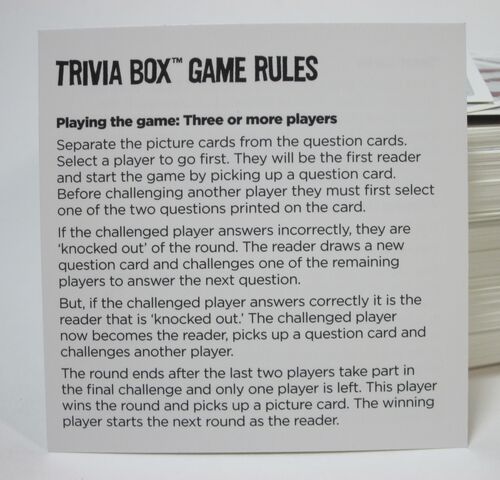 TRIVIA BOX™ GAME RULES
Playing the game: Three or more players
Separate the picture cards from the question cards.
Select a player to go first. They will be the first reader
and start the game by picking up a question card.
Before challenging another player they must first select
one of the two questions printed on the card.
If the challenged player answers incorrectly, they are
‘knocked out’ of the round. The reader draws a new
question card and challenges one of the remaining
players to answer the next question.
But, if the challenged player answers correctly it is the
reader that is ‘knocked out.’ The challenged player
now becomes the reader, picks up a question card and
challenges another player.
The round ends after the last two players take part in
the final challenge and only one player is left. This player
wins the round and picks up a picture card. The winning
player starts the next round as the reader.